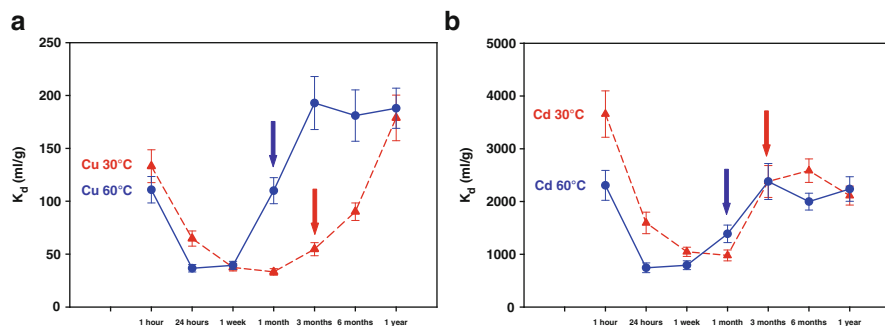 a
250
200
150
100
50
0
K_d (ml/g)
Cu 30°C
Cu 60°C
1 hour 24 hours 1 week 1 month 3 months 6 months 1 year
b
5000
4000
3000
2000
1000
0
K_d (ml/g)
Cd 30°C
Cd 60°C
1 hour 24 hours 1 week 1 month 3 months 6 months 1 year